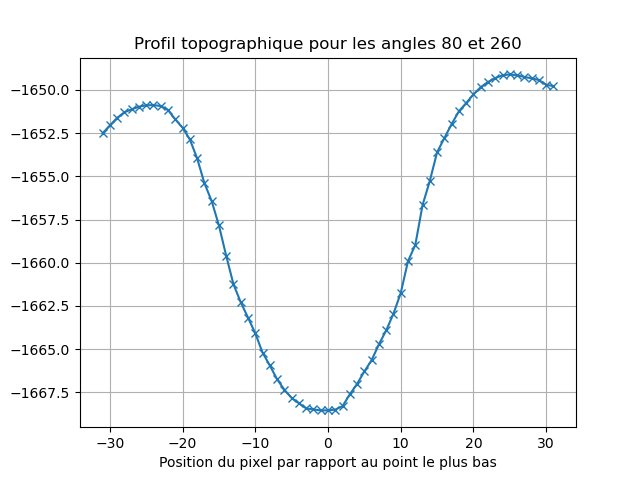 Profil topographique pour les angles 80 et 260
−1650.0
−1652.5
−1655.0
−1657.5
−1660.0
−1662.5
−1665.0
−1667.5
−30 −20 −10 0 10 20 30
Position du pixel par rapport au point le plus bas